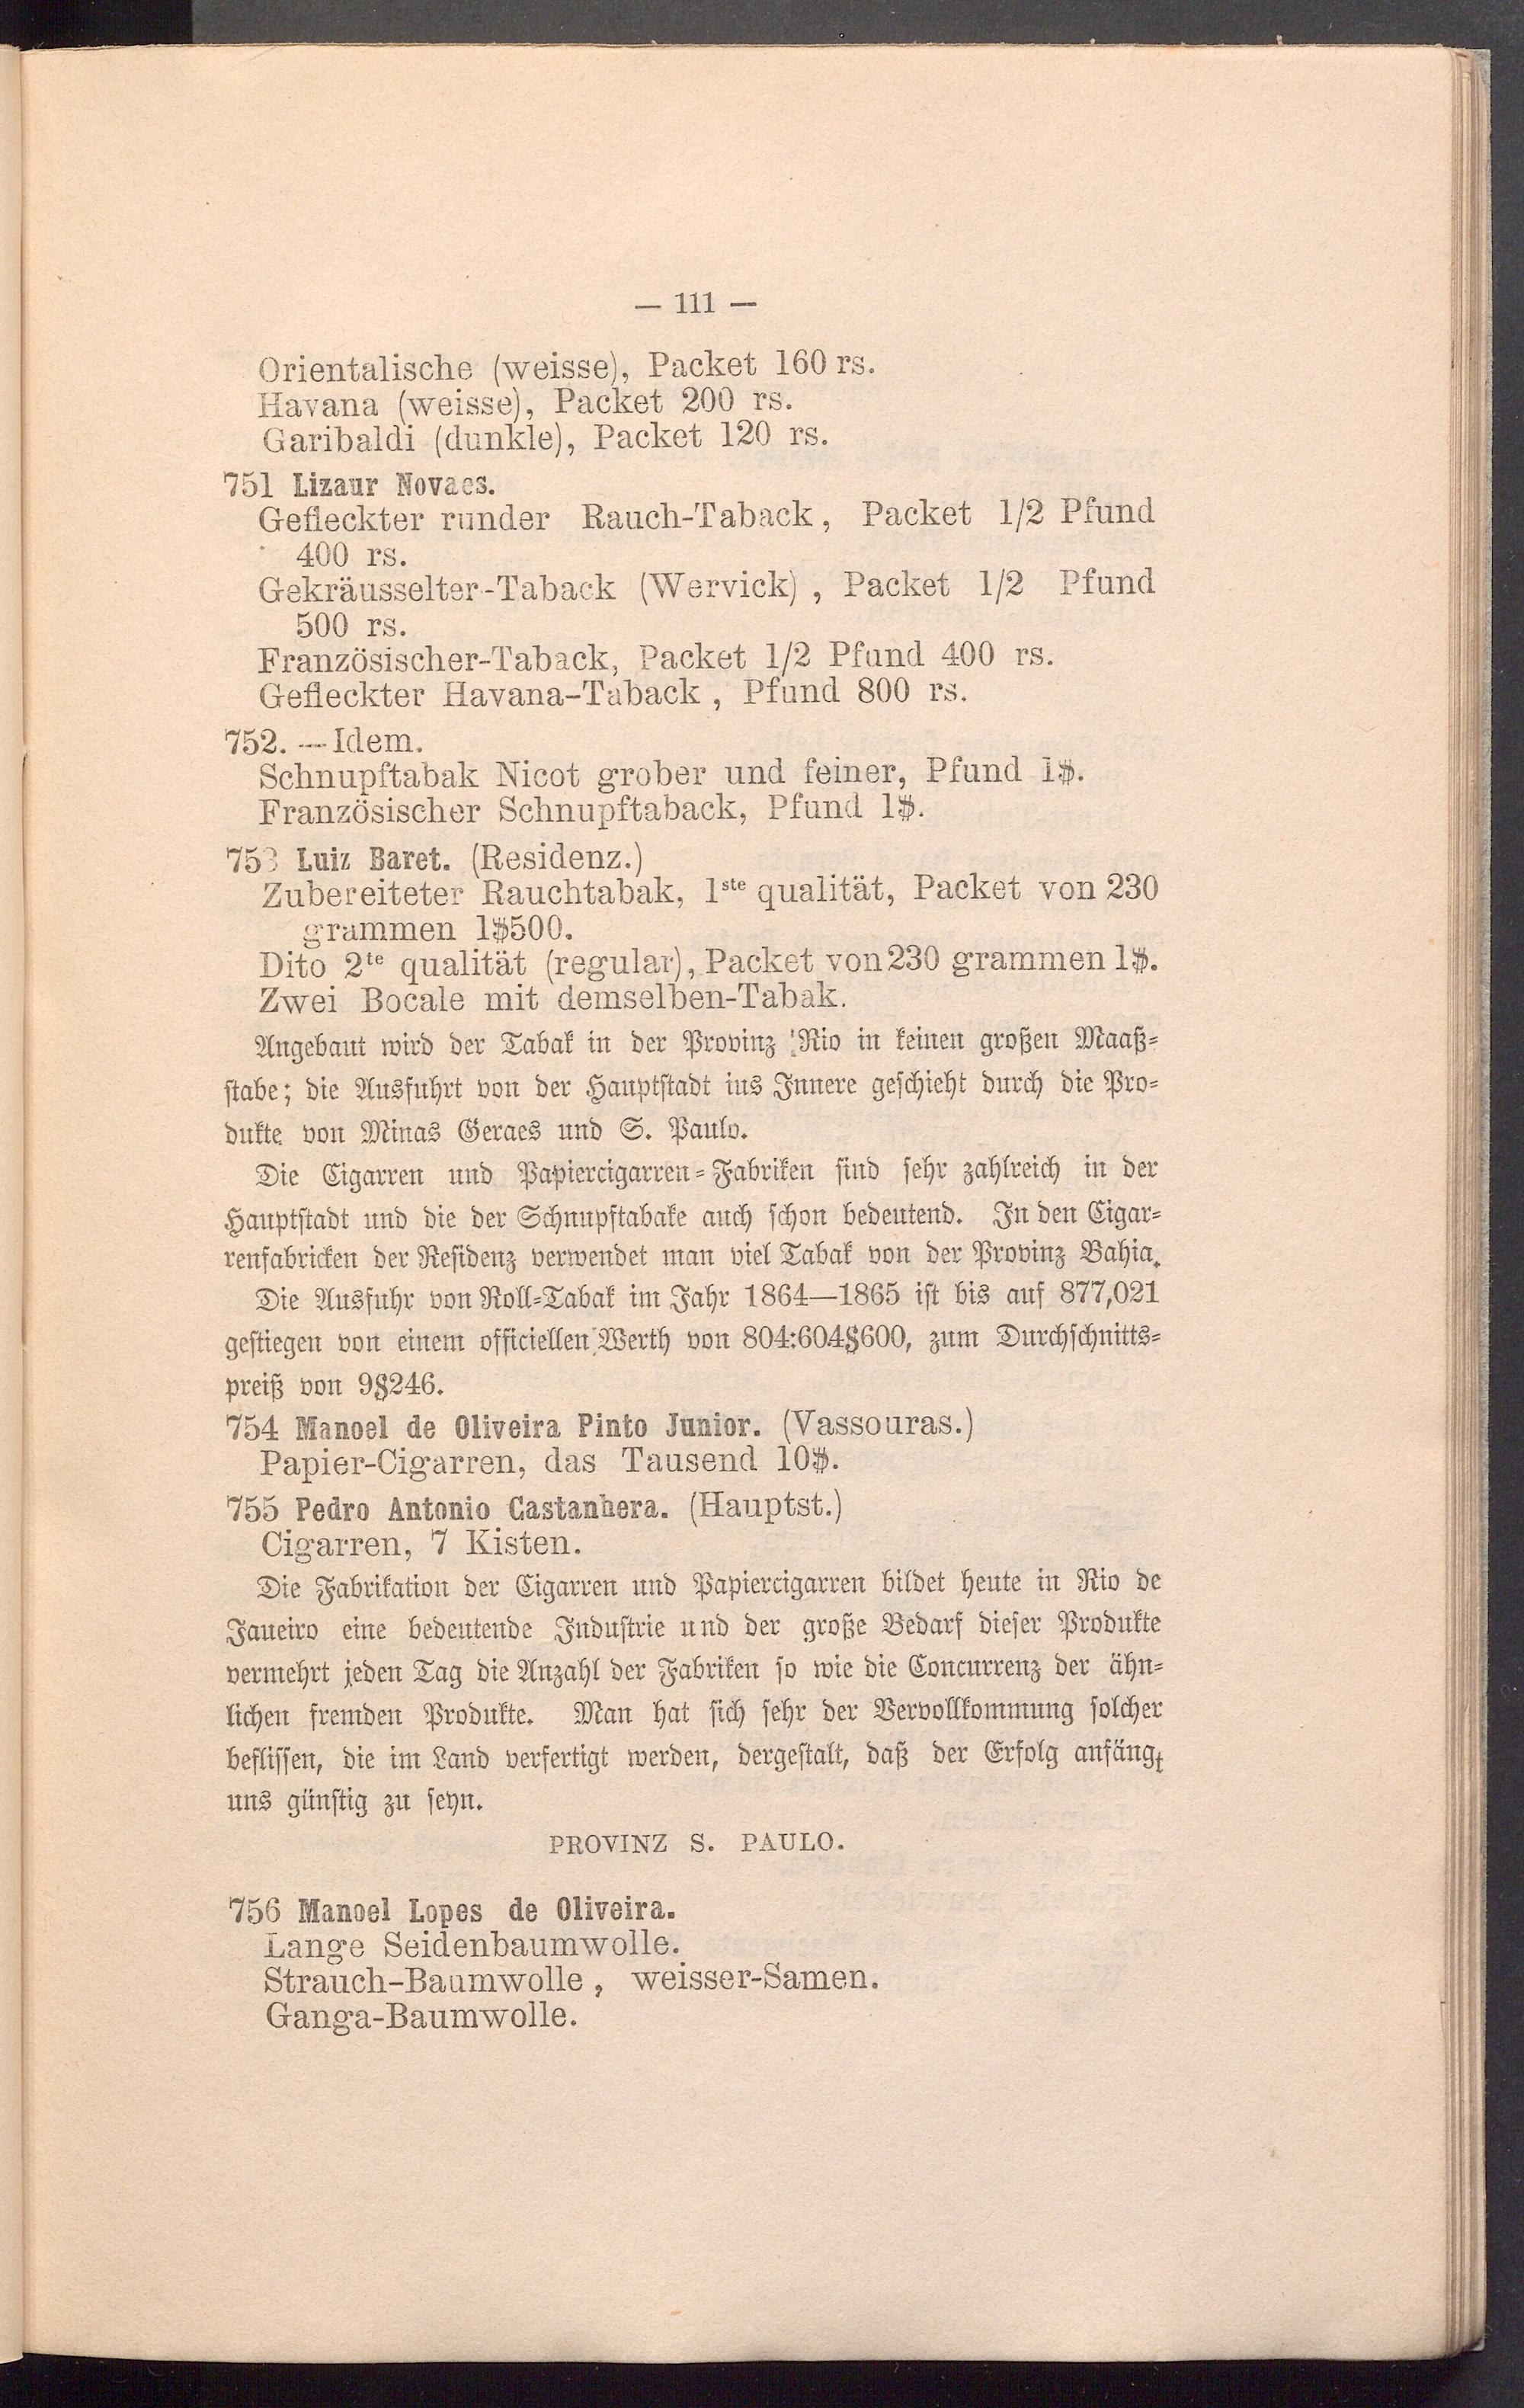 — 111 —
Orientalische (weisse), Packet 160 rs.
Havana (weisse), Packet 200 rs.
Garibaldi (dunkle), Packet 120 rs.
751 Lizaur Novaes.
Gefleckter runder Rauch-Taback, Packet 1/2 Pfund
400 rs.
Gekräusselter-Taback (Wervick), Packet 1/2 Pfund
500 rs.
Französischer-Taback, Packet 1/2 Pfund 400 rs.
Gefleckter Havana-Taback, Pfund 800 rs.
752. — Idem.
Schnupftabak Nicot grober und feiner, Pfund 1$.
Französischer Schnupftaback, Pfund 1$.
753 Luiz Baret. (Residenz.)
Zubereiteter Rauchtabak, 1ste qualität, Packet von 230
grammen 1$500.
Dito 2te qualität (regular), Packet von 230 grammen 1$.
Zwei Bocale mit demselben-Tabak.
Angebaut wird der Tabak in der Provinz Rio in keinen großen Maaß-
stabe; die Ausfuhrt von der Hauptstadt ins Innere geschieht durch die Pro-
dukte von Minas Geraes und S. Paulo.
Die Cigarren und Papiercigarren-Fabriken sind sehr zahlreich in der
Hauptstadt und die der Schnupftabake auch schon bedeutend. In den Cigar-
renfabricken der Residenz verwendet man viel Tabak von der Provinz Bahia.
Die Ausfuhr von Roll-Tabak im Jahr 1864—1865 ist bis auf 877,021
gestiegen von einem officiellen Werth von 804:604$600, zum Durchschnitts-
preiß von 9$246.
754 Manoel de Oliveira Pinto Junior. (Vassouras.)
Papier-Cigarren, das Tausend 10$.
755 Pedro Antonio Castanhera. (Hauptst.)
Cigarren, 7 Kisten.
Die Fabrikation der Cigarren und Papiercigarren bildet heute in Rio de
Janeiro eine bedeutende Industrie und der große Bedarf dieser Produkte
vermehrt jeden Tag die Anzahl der Fabriken so wie die Concurrenz der ähn-
lichen fremden Produkte. Man hat sich sehr der Vervollkommung solcher
beflissen, die im Land verfertigt werden, dergestalt, daß der Erfolg anfängt
uns günstig zu seyn.
PROVINZ S. PAULO.
756 Manoel Lopes de Oliveira.
Lange Seidenbaumwolle.
Strauch-Baumwolle, weisser-Samen.
Ganga-Baumwolle.